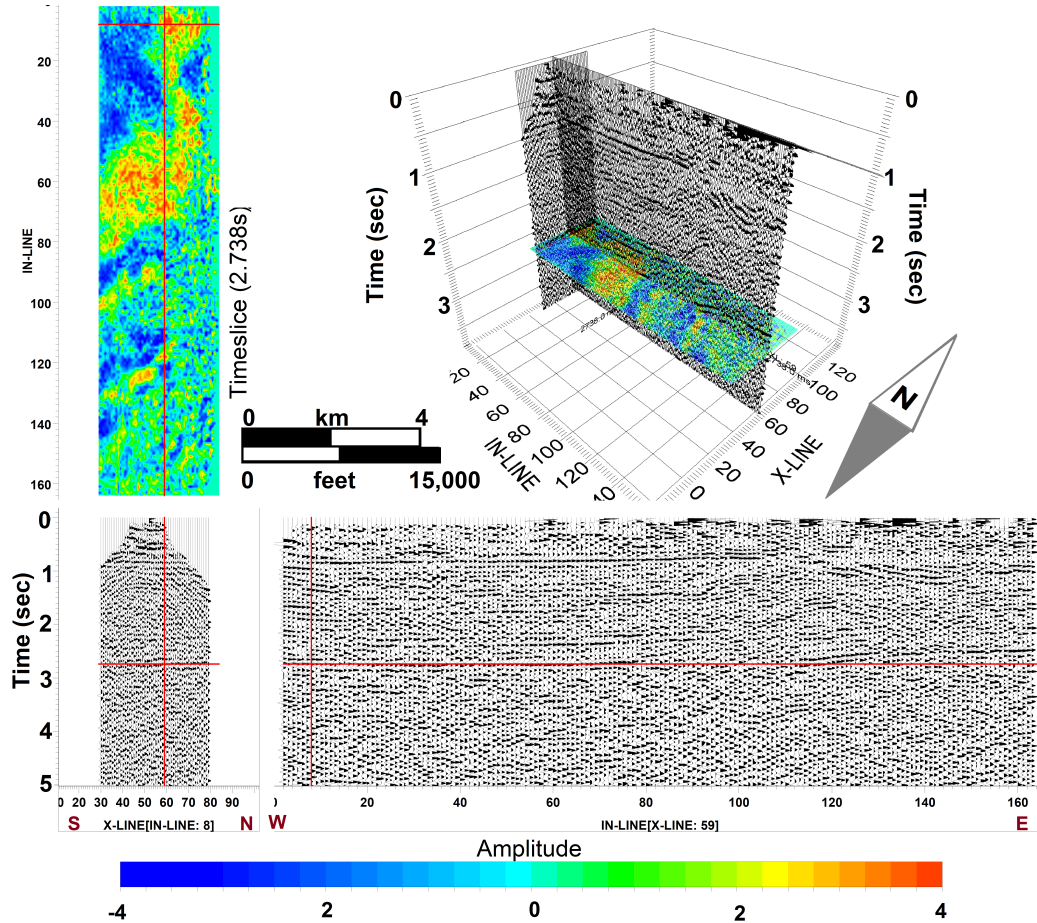 20
40
60
80
100
120
140
160
IN-LINE
Timeslice (2.738s)
0 km 4
0 feet 15,000
0
1
2
3
Time (sec)
0
1
2
3
Time (sec)
20
40
60
80
100
120
10
IN-LINE
0
20
40
60
80
100
120
X-LINE
N
0
1
2
3
4
5
Time (sec)
0 20 30 40 50 60 70 80 90
S X-LINE[IN-LINE: 8] N
0 20 40 60 80 100 120 140 160
W IN-LINE[X-LINE: 59] E
Amplitude
-4 2 0 2 4